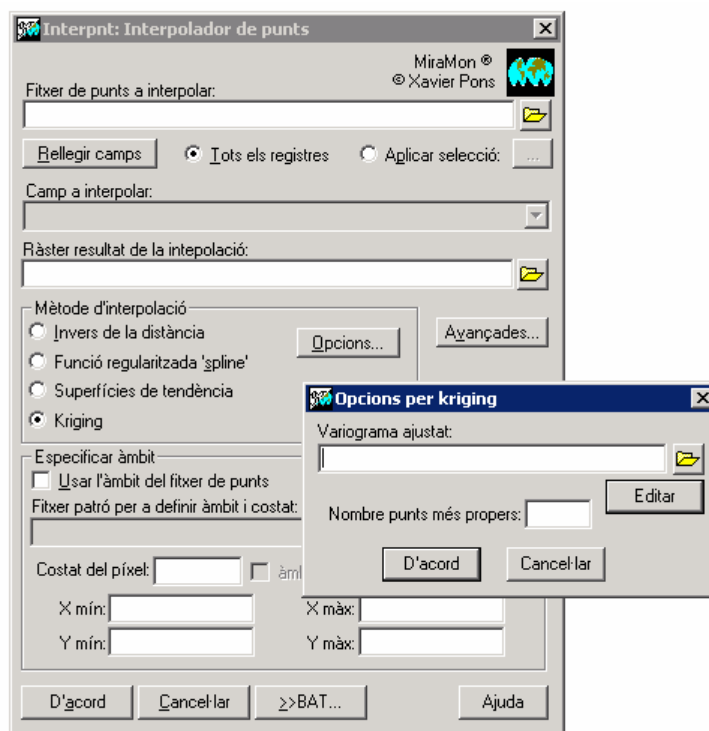 Interpnt: Interpolador de punts
MiraMon ®
© Xavier Pons
Fitxer de punts a interpolar:
Rellegir camps Tots els registres Aplicar selecció: ...
Camp a interpolar:
Ràster resultat de la intepolació:
Mètode d'interpolació
Invers de la distància
Opcions...
Avançades...
Funció regularitzada 'spline'
Superfícies de tendència
Kriging
Especificar àmbit
Usar l'àmbit del fitxer de punts
Fitxer patró per a definir àmbit i costat:
Costat del píxel:
X mín: X màx:
Y mín: Y màx:
D'acord Cancel·lar >>BAT... Ajuda
Opcions per kriging
Variograma ajustat:
Editar
Nombre punts més propers:
D'acord Cancel·lar